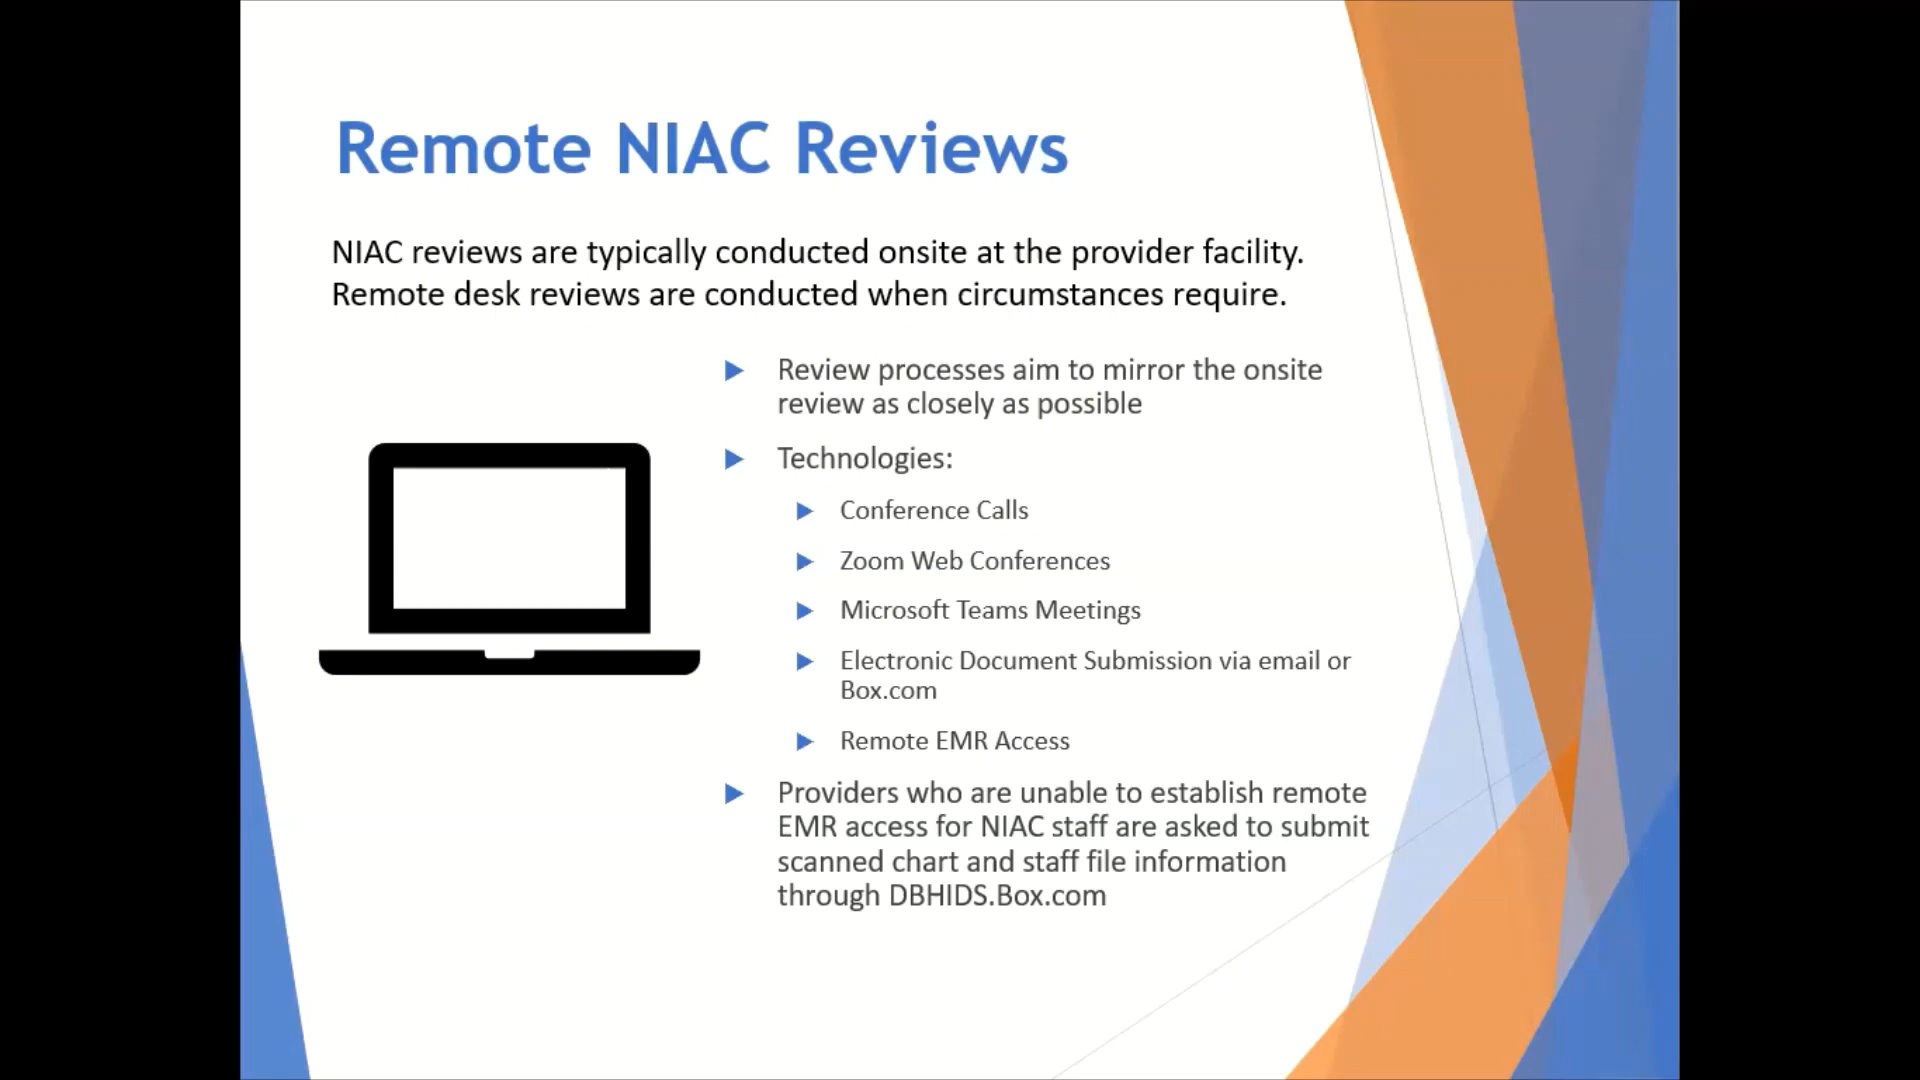 Remote NIAC Reviews
NIAC reviews are typically conducted onsite at the provider facility.
Remote desk reviews are conducted when circumstances require.
Review processes aim to mirror the onsite
review as closely as possible
Technologies:
Conference Calls
Zoom Web Conferences
Microsoft Teams Meetings
Electronic Document Submission via email or
Box.com
Remote EMR Access
Providers who are unable to establish remote
EMR access for NIAC staff are asked to submit
scanned chart and staff file information
through DBHIDS.Box.com